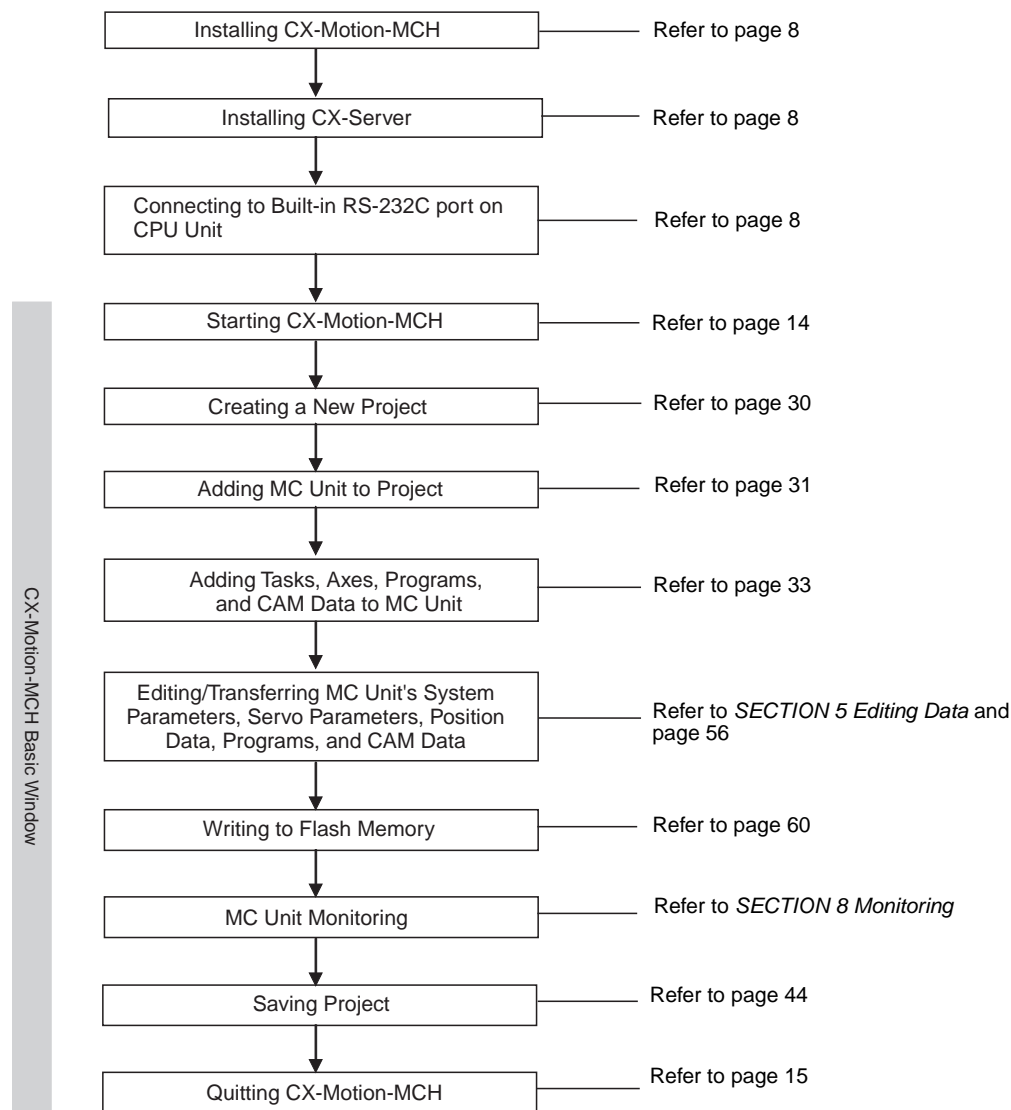 Installing CX-Motion-MCH
Refer to page 8
Installing CX-Server
Refer to page 8
Connecting to Built-in RS-232C port on
CPU Unit
Refer to page 8
CX-Motion-MCH Basic Window
Starting CX-Motion-MCH
Refer to page 14
Creating a New Project
Refer to page 30
Adding MC Unit to Project
Refer to page 31
Adding Tasks, Axes, Programs,
and CAM Data to MC Unit
Refer to page 33
Editing/Transferring MC Unit's System
Parameters, Servo Parameters, Position
Data, Programs, and CAM Data
Refer to SECTION 5 Editing Data and
page 56
Writing to Flash Memory
Refer to page 60
MC Unit Monitoring
Refer to SECTION 8 Monitoring
Saving Project
Refer to page 44
Quitting CX-Motion-MCH
Refer to page 15